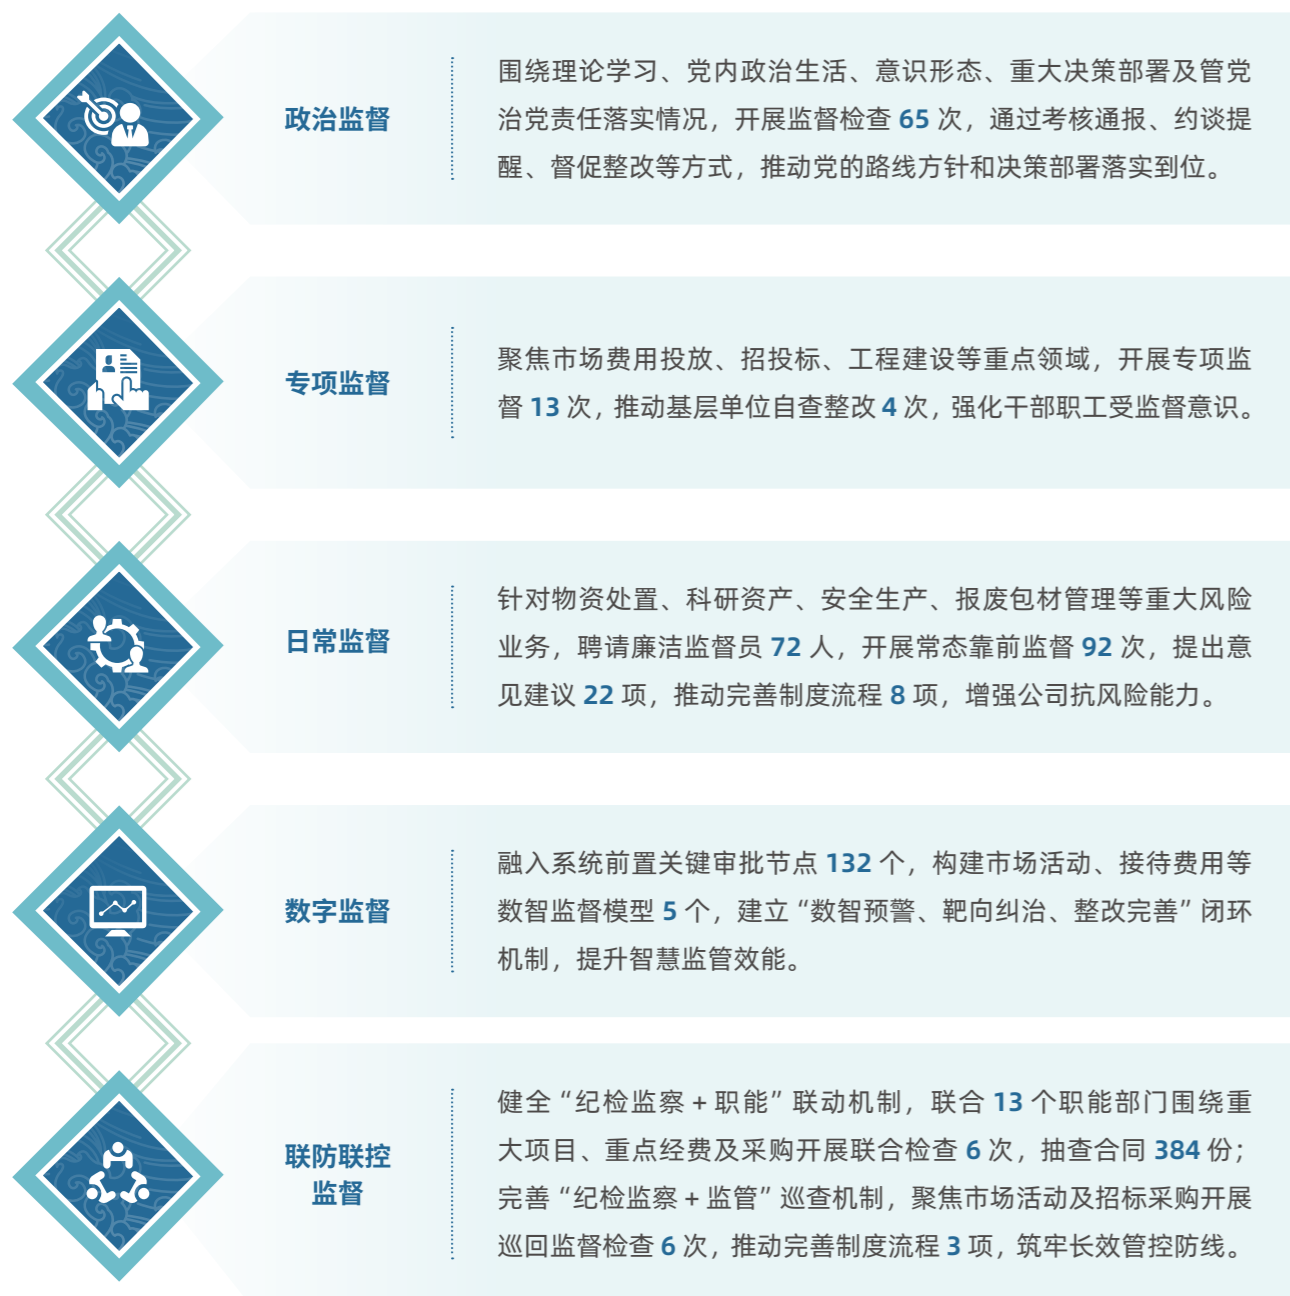 政治监督
围绕理论学习、党内政治生活、意识形态、重大决策部署及管党
治党责任落实情况，开展监督检查 65 次，通过考核通报、约谈提
醒、督促整改等方式，推动党的路线方针和决策部署落实到位。
专项监督
聚焦市场费用投放、招投标、工程建设等重点领域，开展专项监
督 13 次，推动基层单位自查整改 4 次，强化干部职工受监督意识。
日常监督
针对物资处置、科研资产、安全生产、报废包材管理等重大风险
业务，聘请廉洁监督员 72 人，开展常态靠前监督 92 次，提出意
见建议 22 项，推动完善制度流程 8 项，增强公司抗风险能力。
数字监督
融入系统前置关键审批节点 132 个，构建市场活动、接待费用等
数智监督模型 5 个，建立“数智预警、靶向纠治、整改完善”闭环
机制，提升智慧监管效能。
联防联控
监督
健全“纪检监察 + 职能”联动机制，联合 13 个职能部门围绕重
大项目、重点经费及采购开展联合检查 6 次，抽查合同 384 份；
完善“纪检监察 + 监管”巡查机制，聚焦市场活动及招标采购开展
巡回监督检查 6 次，推动完善制度流程 3 项，筑牢长效管控防线。